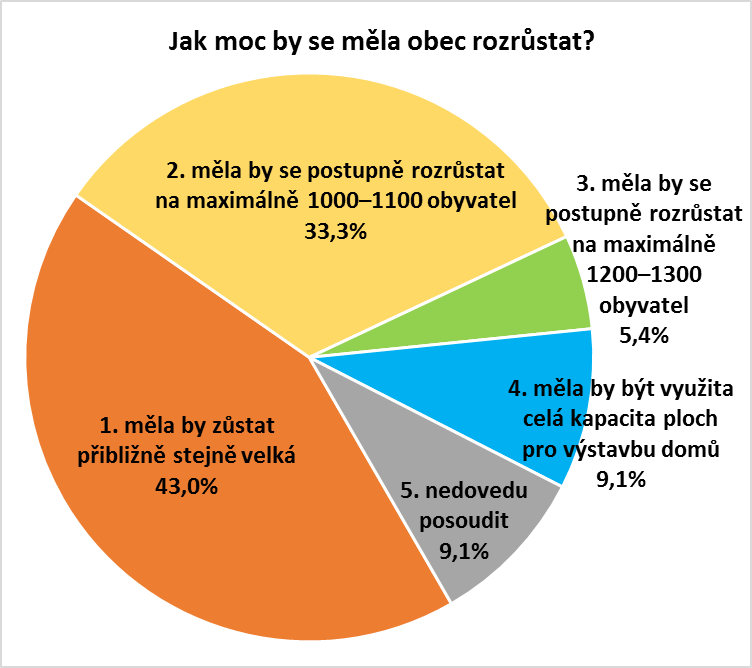 Jak moc by se měla obec rozrůstat?
1. měla by zůstat
přibližně stejně velká
43,0%
2. měla by se postupně rozrůstat
na maximálně 1000–1100 obyvatel
33,3%
3. měla by se
postupně rozrůstat
na maximálně
1200–1300
obyvatel
5,4%
4. měla by být využita
celá kapacita ploch
pro výstavbu domů
9,1%
5. nedovedu
posoudit
9,1%